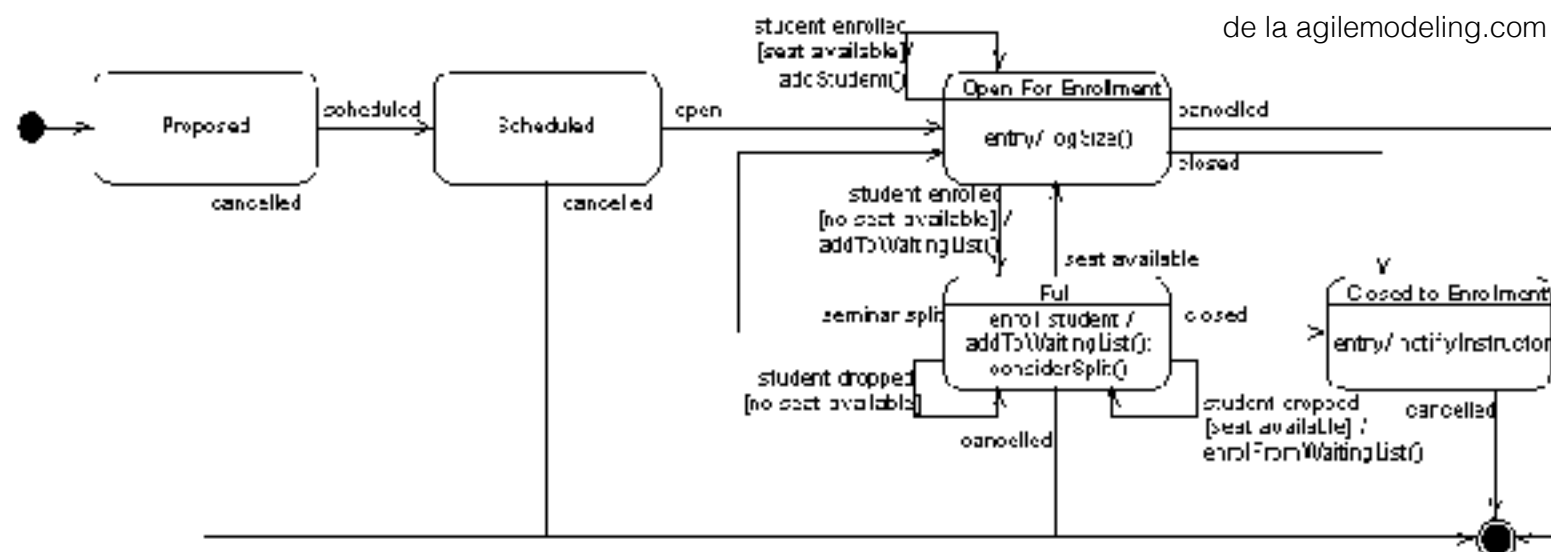 de la agilemodeling.com
student enrolled
[seat available] /
addStudent()
Proposed
scheduled
Scheduled
open
Open For Enrollment
entry/ logSize()
cancelled
closed
cancelled
cancelled
student enrolled
[no seat available] /
addToWaitingList()
seat available
seminar split
Full
enroll student /
addToWaitingList();
considerSplit()
closed
Closed to Enrollment
entry/ notifyInstructor
student dropped
[no seat available]
cancelled
student dropped
[seat available] /
enrollFromWaitingList()
cancelled